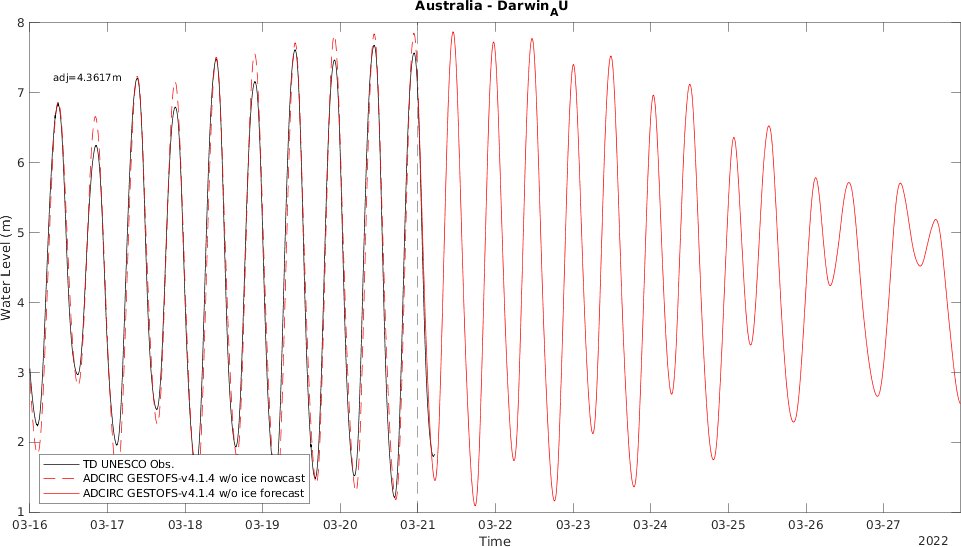 Australia - Darwin_AU
8
adj=4.3617m
7
6
5
Water Level (m)
4
3
2
TD UNESCO Obs.
ADCIRC GESTOFS-v4.1.4 w/o ice nowcast
ADCIRC GESTOFS-v4.1.4 w/o ice forecast
1
03-16 03-17 03-18 03-19 03-20 03-21 03-22 03-23 03-24 03-25 03-26 03-27
Time
2022